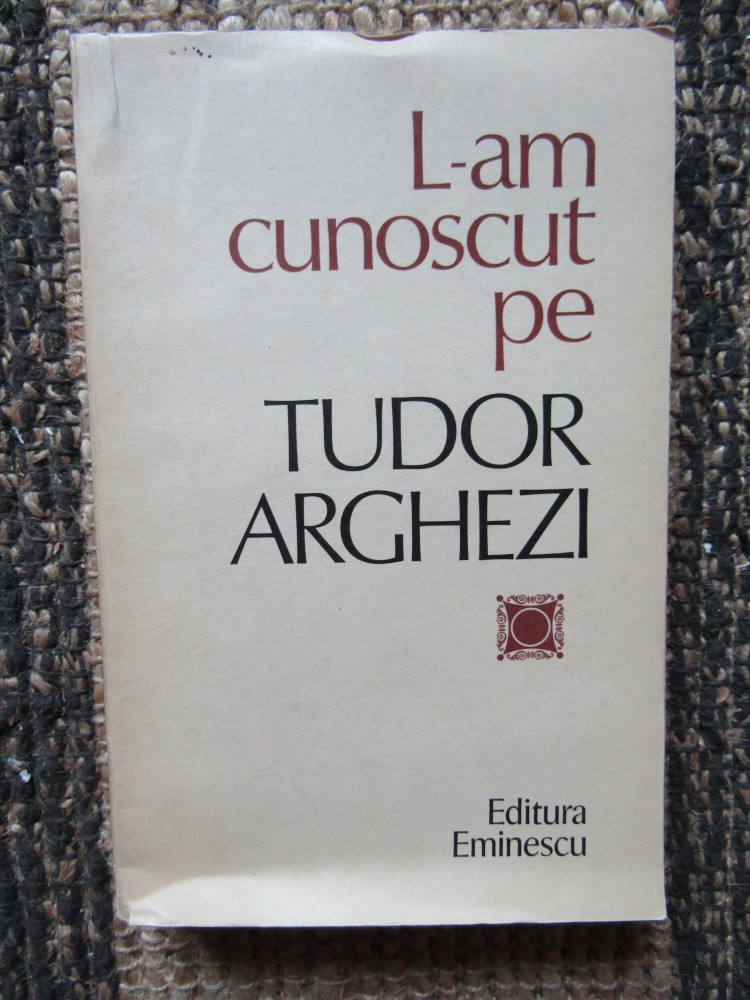 L-am
cunoscut
pe
TUDOR
ARGHEZI
Editura
Eminescu